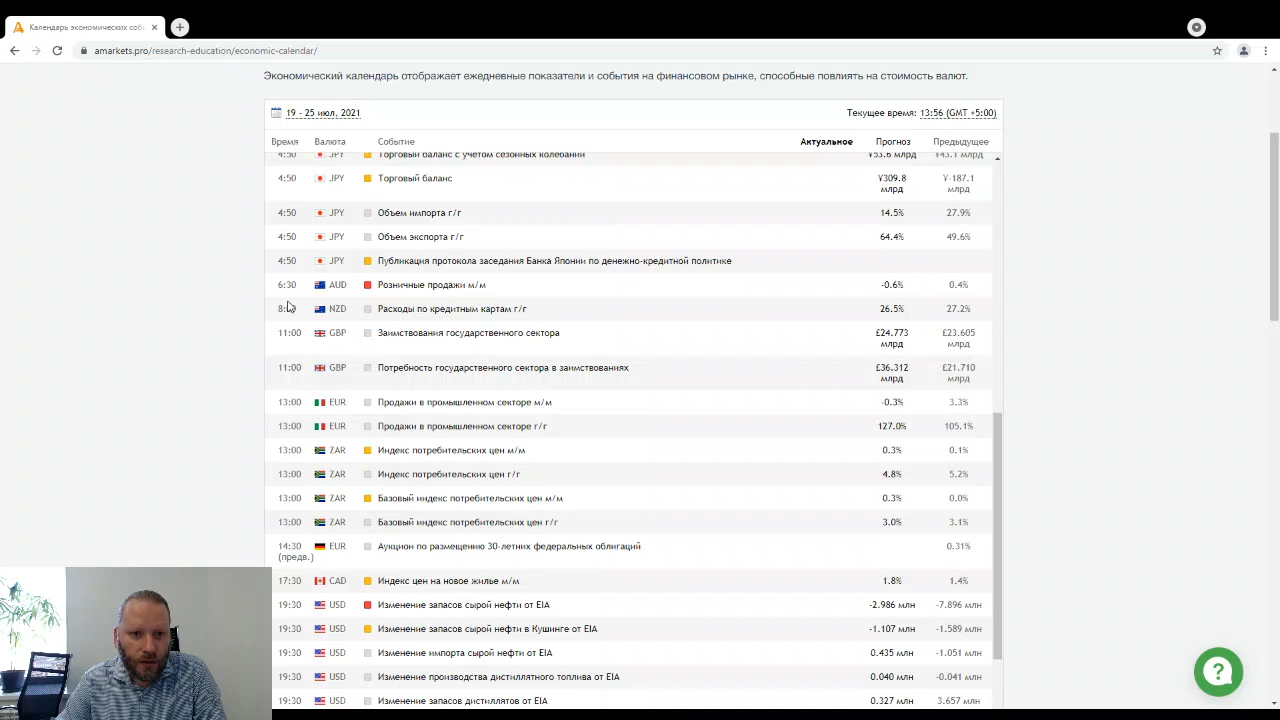 Календарь экономических соб
amarkets.pro/research-education/economic-calendar/
Экономический календарь отображает ежедневные показатели и события на финансовом рынке, способные повлиять на стоимость валют.
19 - 25 июл, 2021 Текущее время: 13:56 (GMT +5:00)
Время Валюта Событие Актуальное Прогноз Предыдущее
4:50 JPY Торговый баланс с учетом сезонных колебаний ¥53.6 млрд ¥43.1 млрд
4:50 JPY Торговый баланс ¥309.8 ¥-187.1
млрд млрд
4:50 JPY Объем импорта г/г 14.5% 27.9%
4:50 JPY Объем экспорта г/г 64.4% 49.6%
4:50 JPY Публикация протокола заседания Банка Японии по денежно-кредитной политике
6:30 AUD Розничные продажи м/м -0.6% 0.4%
NZD Расходы по кредитным картам г/г 26.5% 27.2%
11:00 GBP Заимствования государственного сектора £24.773 £23.605
млрд млрд
11:00 GBP Потребность государственного сектора в заимствованиях £36.312 £21.710
млрд млрд
13:00 EUR Продажи в промышленном секторе м/м -0.3% 3.3%
13:00 EUR Продажи в промышленном секторе г/г 127.0% 105.1%
13:00 ZAR Индекс потребительских цен м/м 0.3% 0.1%
13:00 ZAR Индекс потребительских цен г/г 4.8% 5.2%
13:00 ZAR Базовый индекс потребительских цен м/м 0.3% 0.0%
13:00 ZAR Базовый индекс потребительских цен г/г 3.0% 3.1%
14:30 EUR Аукцион по размещению 30-летних федеральных облигаций 0.31%
(предв.)
17:30 CAD Индекс цен на новое жилье м/м 1.8% 1.4%
19:30 USD Изменение запасов сырой нефти от EIA -2.986 млн -7.896 млн
19:30 USD Изменение запасов сырой нефти в Кушинге от EIA -1.107 млн -1.589 млн
19:30 USD Изменение импорта сырой нефти от EIA 0.435 млн -1.051 млн
19:30 USD Изменение производства дистиллятного топлива от EIA 0.040 млн -0.041 млн
19:30 USD Изменение запасов дистиллятов от EIA 0.327 млн 3.657 млн